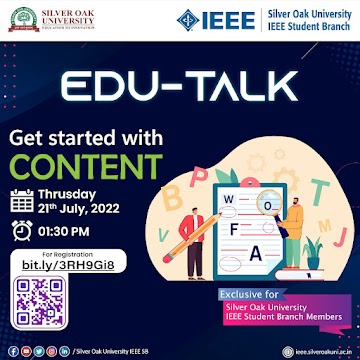 SILVER OAK
UNIVERSITY
EDUCATION TO INNOVATION
IEEE
Silver Oak University
IEEE Student Branch
EDU-TALK
Get started with
CONTENT
Thrusday
21th July, 2022
01:30 PM
For Registration
bit.ly/3RH9Gi8
B
P
T
J
M
W
O
F
A
Exclusive for
Silver Oak University
IEEE Student Branch Members
/ Silver Oak University IEEE SB
ieee.silveroakuni.ac.in